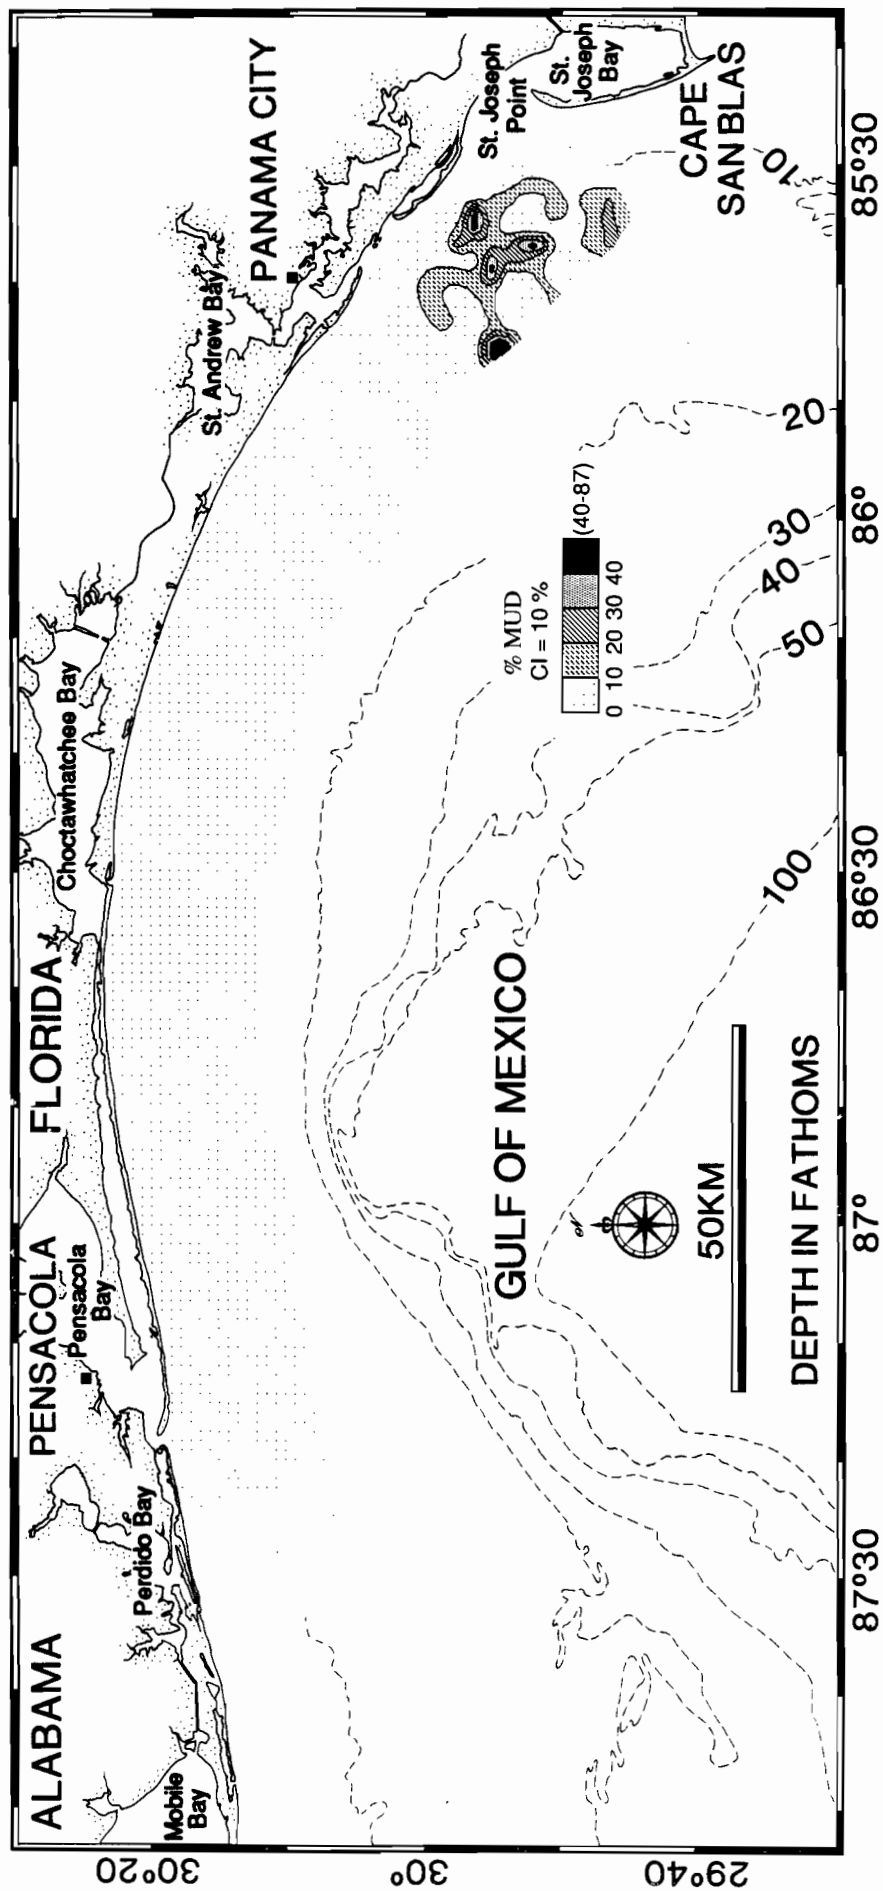 ALABAMA
PENSACOLA
FLORIDA
PANAMA CITY
Mobile
Bay
Perdido Bay
Pensacola
Bay
Choctawhatchee Bay
St. Andrew Bay
St. Joseph
Point
St.
Joseph
Bay
CAPE
SAN BLAS
GULF OF MEXICO
% MUD
CI = 10 %
(40-87)
0 10 20 30 40
N
50KM
DEPTH IN FATHOMS
100
50
40
30
20
10
30°20
30°
29°40
87°30
87°
86°30
86°
85°30